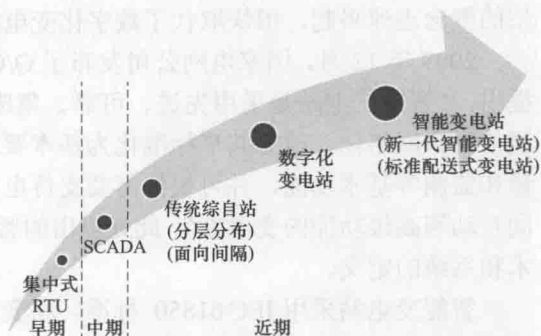 智能变电站
(新一代智能变电站)
(标准配送式变电站)
数字化
变电站
传统综自站
(分层分布)
(面向间隔)
SCADA
集中式
RTU
早期
中期
近期